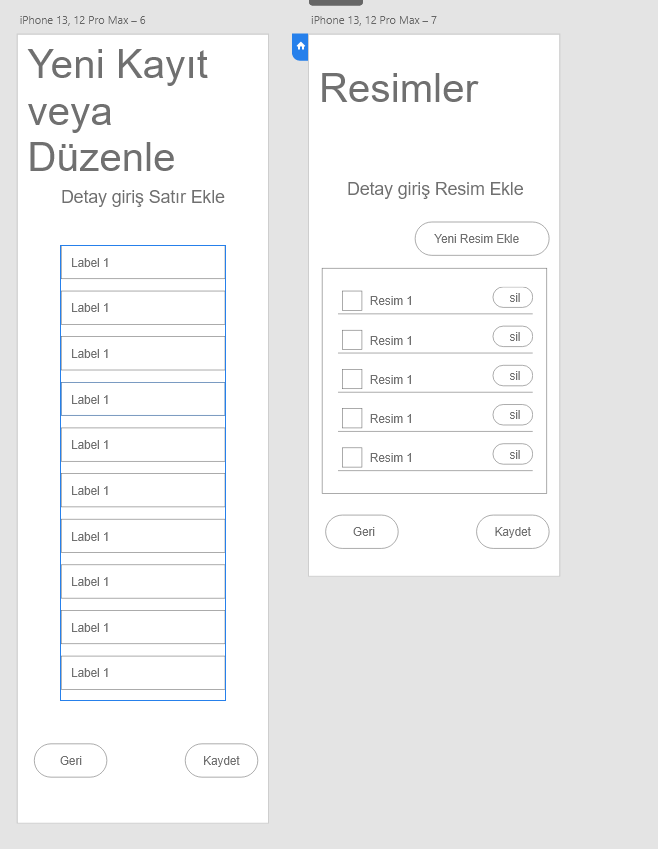 iPhone 13, 12 Pro Max – 6
Yeni Kayıt
veya
Düzenle
Detay giriş Satır Ekle
Label 1
Label 1
Label 1
Label 1
Label 1
Label 1
Label 1
Label 1
Label 1
Label 1
Geri
Kaydet
iPhone 13, 12 Pro Max – 7
Resimler
Detay giriş Resim Ekle
Yeni Resim Ekle
Resim 1 sil
Resim 1 sil
Resim 1 sil
Resim 1 sil
Resim 1 sil
Geri
Kaydet